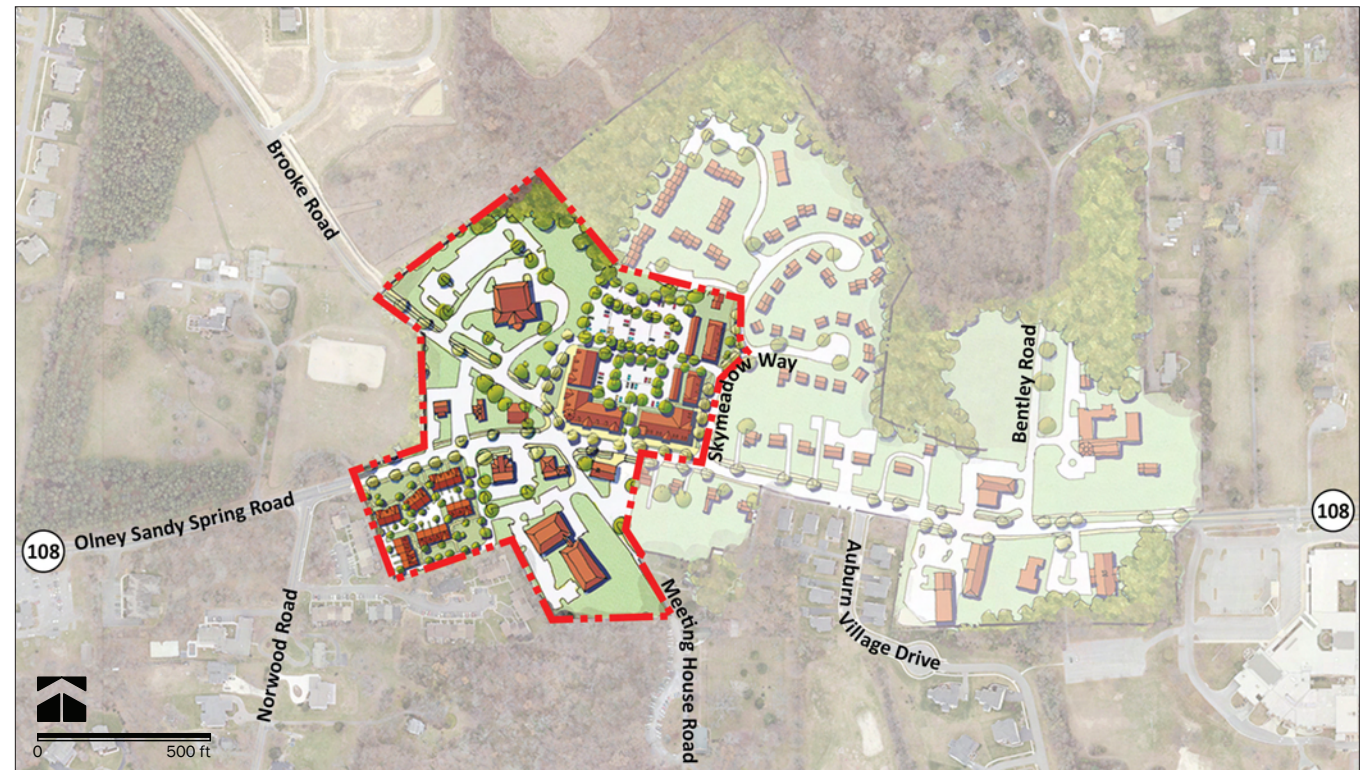 Brooke Road
Skymeadow Way
Bentley Road
108
Olney Sandy Spring Road
108
Auburn Village Drive
Norwood Road
Meeting House Road
0 500 ft